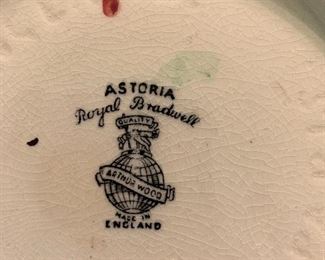 ASTORIA
Royal Bradwell
QUALITY
ARTHUR WOOD
MADE IN
ENGLAND